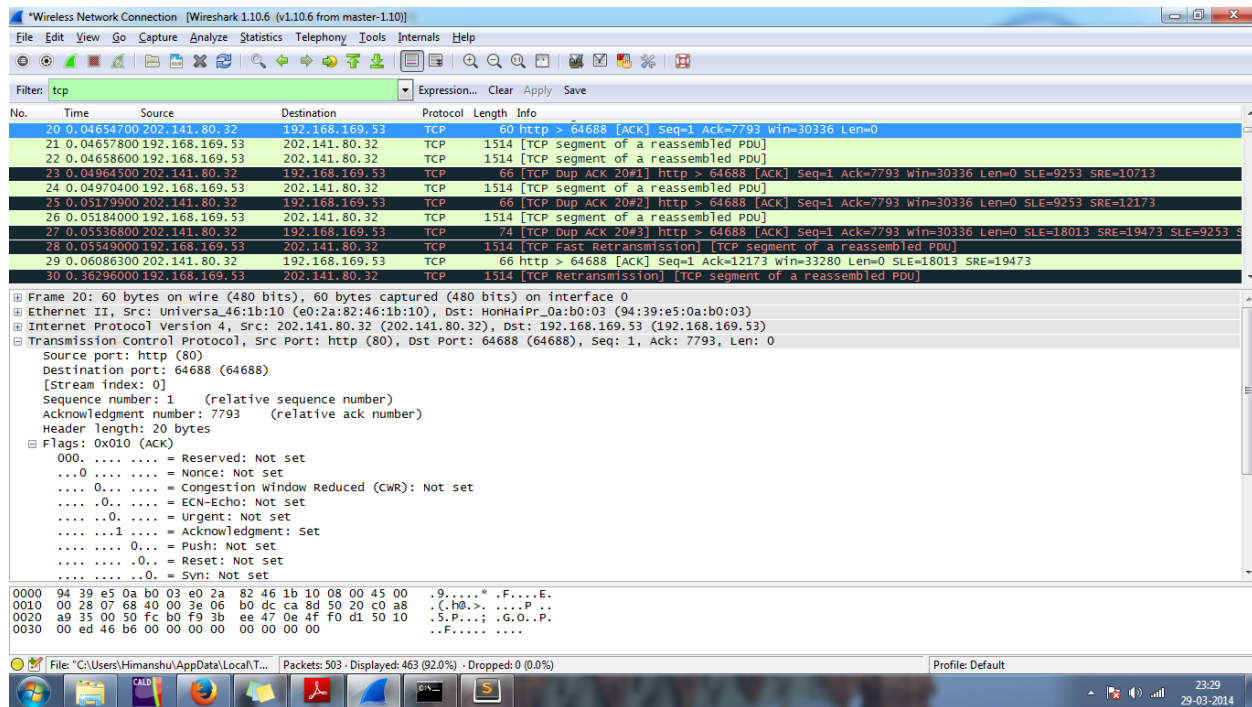 *Wireless Network Connection [Wireshark 1.10.6 (v1.10.6 from master-1.10)]
File Edit View Go Capture Analyze Statistics Telephony Tools Internals Help
Filter: tcp Expression... Clear Apply Save
No. Time Source Destination Protocol Length Info
20 0.04654700 202.141.80.32 192.168.169.53 TCP 60 http > 64688 [ACK] Seq=1 Ack=7793 Win=30336 Len=0
21 0.04657800 192.168.169.53 202.141.80.32 TCP 1514 [TCP segment of a reassembled PDU]
22 0.04658600 192.168.169.53 202.141.80.32 TCP 1514 [TCP segment of a reassembled PDU]
23 0.04964500 202.141.80.32 192.168.169.53 TCP 66 [TCP Dup ACK 20#1] http > 64688 [ACK] Seq=1 Ack=7793 Win=30336 Len=0 SLE=9253 SRE=10713
24 0.04970400 192.168.169.53 202.141.80.32 TCP 1514 [TCP segment of a reassembled PDU]
25 0.05179900 202.141.80.32 192.168.169.53 TCP 66 [TCP Dup ACK 20#2] http > 64688 [ACK] Seq=1 Ack=7793 Win=30336 Len=0 SLE=9253 SRE=12173
26 0.05184000 192.168.169.53 202.141.80.32 TCP 1514 [TCP segment of a reassembled PDU]
27 0.05536800 202.141.80.32 192.168.169.53 TCP 74 [TCP Dup ACK 20#3] http > 64688 [ACK] Seq=1 Ack=7793 Win=30336 Len=0 SLE=18013 SRE=19473 SLE=9253 S
28 0.05549000 192.168.169.53 202.141.80.32 TCP 1514 [TCP Fast Retransmission] [TCP segment of a reassembled PDU]
29 0.06086300 202.141.80.32 192.168.169.53 TCP 66 http > 64688 [ACK] Seq=1 Ack=12173 Win=33280 Len=0 SLE=18013 SRE=19473
30 0.36296000 192.168.169.53 202.141.80.32 TCP 1514 [TCP Retransmission] [TCP segment of a reassembled PDU]
Frame 20: 60 bytes on wire (480 bits), 60 bytes captured (480 bits) on interface 0
Ethernet II, Src: Universa_46:1b:10 (e0:2a:82:46:1b:10), Dst: HonHaiPr_0a:b0:03 (94:39:e5:0a:b0:03)
Internet Protocol Version 4, Src: 202.141.80.32 (202.141.80.32), Dst: 192.168.169.53 (192.168.169.53)
Transmission Control Protocol, Src Port: http (80), Dst Port: 64688 (64688), Seq: 1, Ack: 7793, Len: 0
Source port: http (80)
Destination port: 64688 (64688)
[Stream index: 0]
Sequence number: 1 (relative sequence number)
Acknowledgment number: 7793 (relative ack number)
Header length: 20 bytes
Flags: 0x010 (ACK)
000. .... .... = Reserved: Not set
...0 .... .... = Nonce: Not set
.... 0... .... = Congestion Window Reduced (CWR): Not set
.... .0.. .... = ECN-Echo: Not set
.... ..0. .... = Urgent: Not set
.... ...1 .... = Acknowledgment: Set
.... .... 0... = Push: Not set
.... .... .0.. = Reset: Not set
.... .... ..0. = Syn: Not set
0000 94 39 e5 0a b0 03 e0 2a 82 46 1b 10 08 00 45 00 .9.....* .F....E.
0010 00 28 07 68 40 00 3e 06 b0 dc ca 8d 50 20 c0 a8 .(.h@.>. ....P ..
0020 a9 35 00 50 fc b0 f9 3b ee 47 0e 4f f0 d1 50 10 .5.P...; .G.O..P.
0030 00 ed 46 b6 00 00 00 00 00 00 00 00 ..F..... ....
File: "C:\Users\Himanshu\AppData\Local\T... Packets: 503 · Displayed: 463 (92.0%) · Dropped: 0 (0.0%) Profile: Default
CALD
C:\
S
23:29
29-03-2014